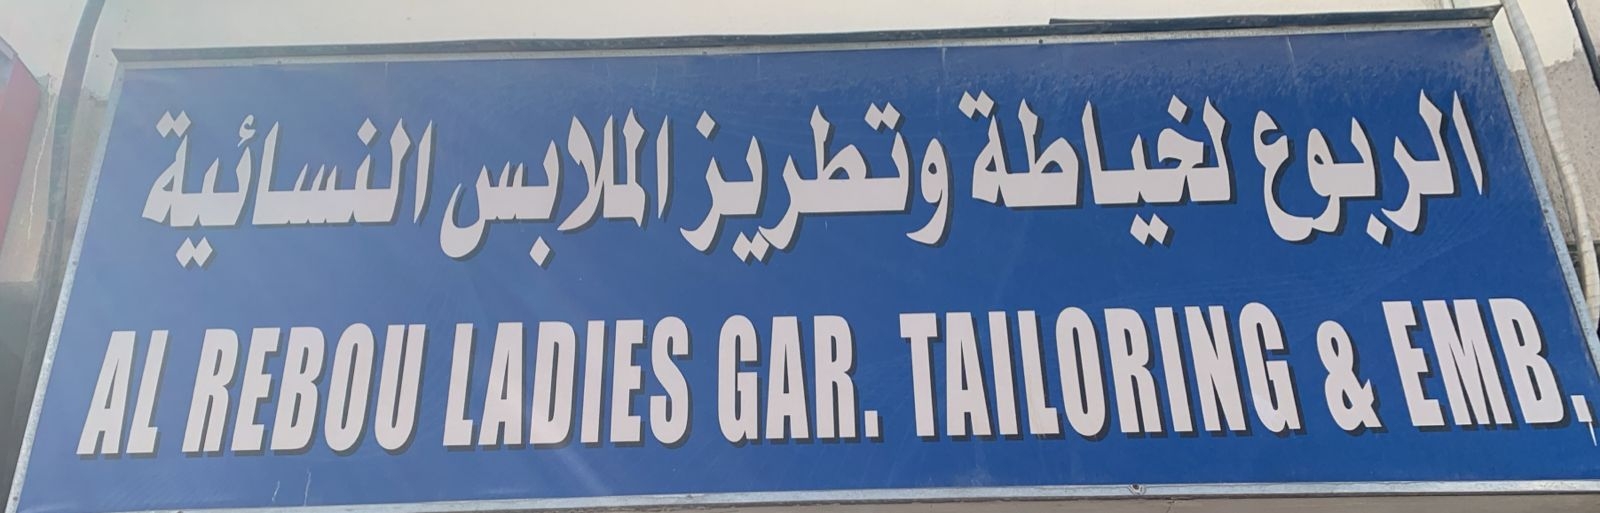 الربوع لخياطة وتطريز الملابس النسائية
AL REBOU LADIES GAR. TAILORING & EMB.